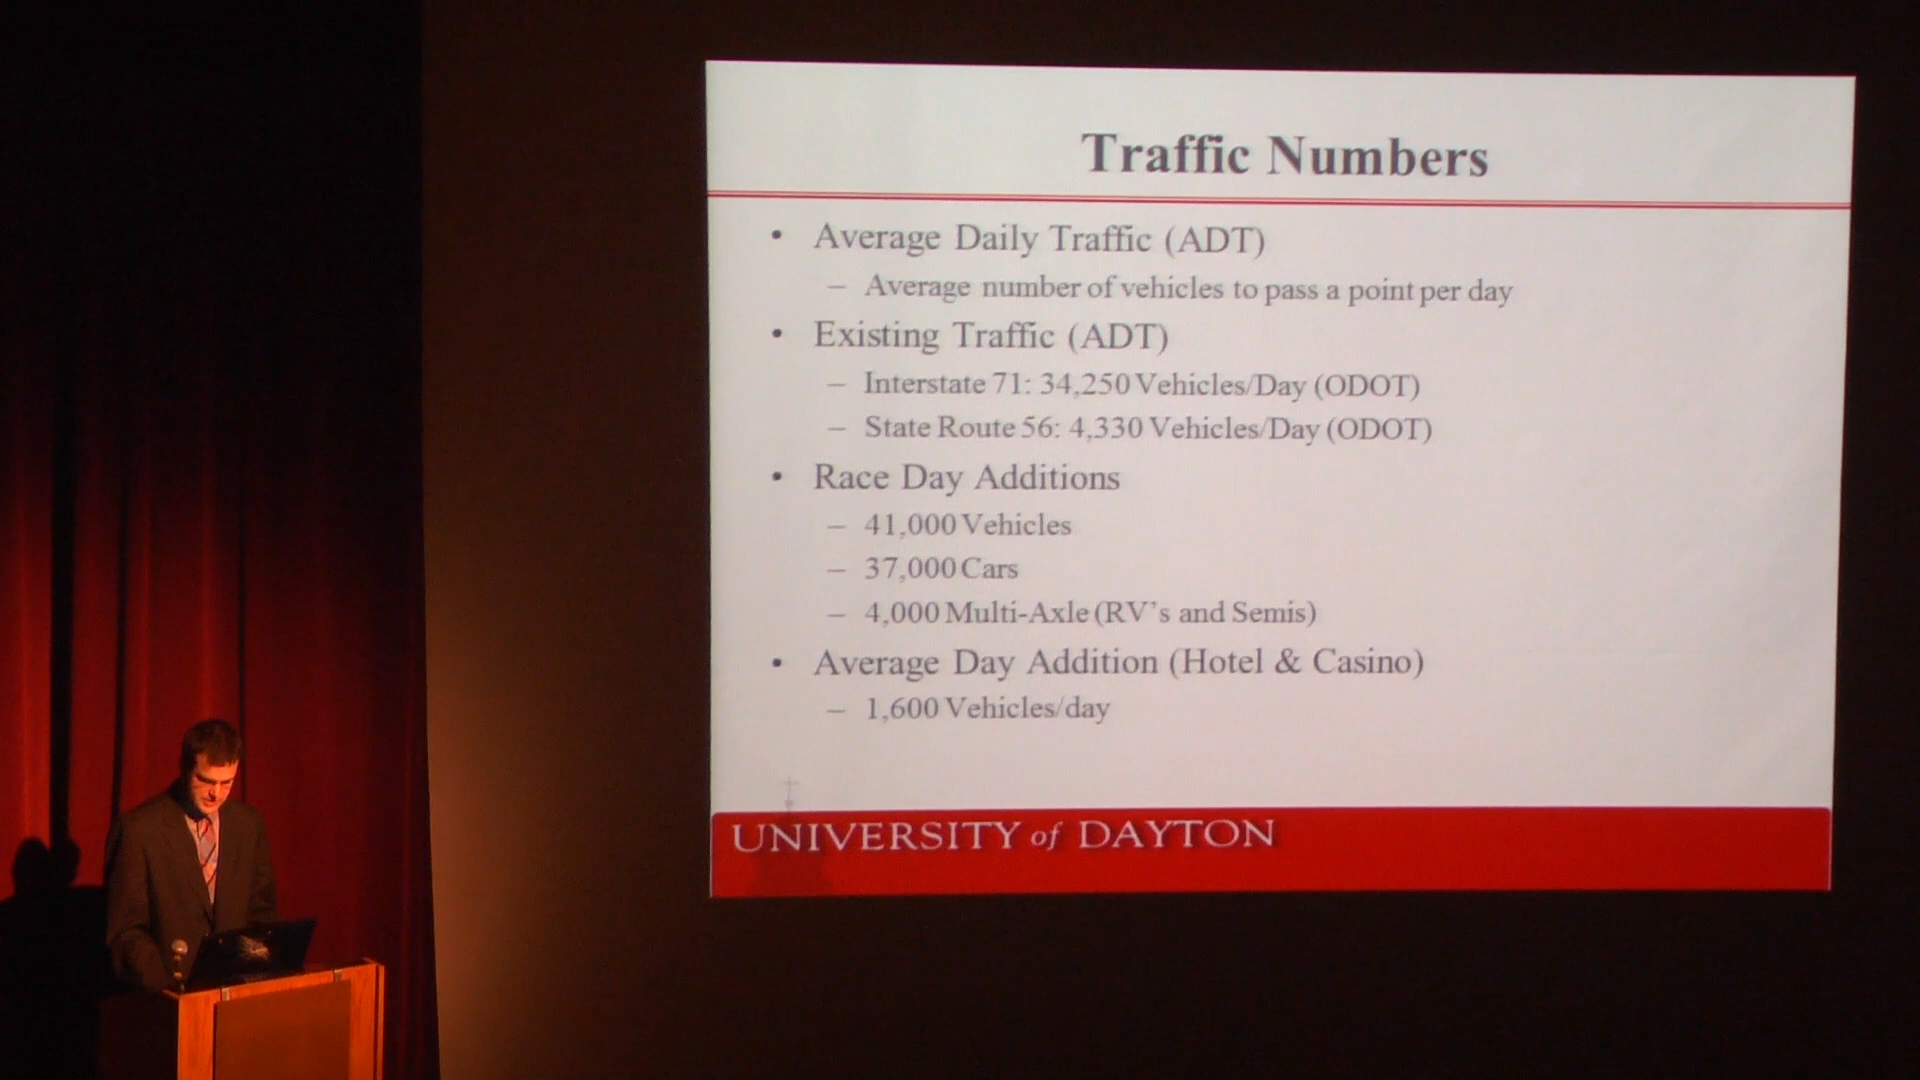 Traffic Numbers
• Average Daily Traffic (ADT)
– Average number of vehicles to pass a point per day
• Existing Traffic (ADT)
– Interstate 71: 34,250 Vehicles/Day (ODOT)
– State Route 56: 4,330 Vehicles/Day (ODOT)
• Race Day Additions
– 41,000 Vehicles
– 37,000 Cars
– 4,000 Multi-Axle (RV's and Semis)
• Average Day Addition (Hotel & Casino)
– 1,600 Vehicles/day
UNIVERSITY of DAYTON